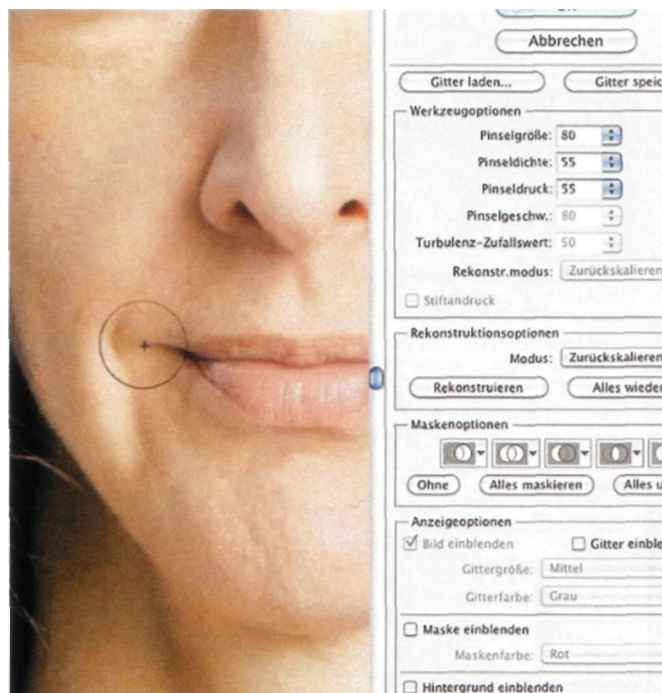 Abbrechen
Gitter laden...
Gitter speic
Werkzeugoptionen
Pinselgröße: 80
Pinseldichte: 55
Pinseldruck: 55
Pinselgeschw.: 80
Turbulenz-Zufallswert: 50
Rekonstr.modus: Zurückskalieren
Stiftandruck
Rekonstruktionsoptionen
Modus: Zurückskalieren
Rekonstruieren
Alles wieder
Maskenoptionen
Ohne
Alles maskieren
Alles u
Anzeigeoptionen
Bild einblenden
Gitter einble
Gittergröße: Mittel
Gitterfarbe: Grau
Maske einblenden
Maskenfarbe: Rot
Hintergrund einblenden